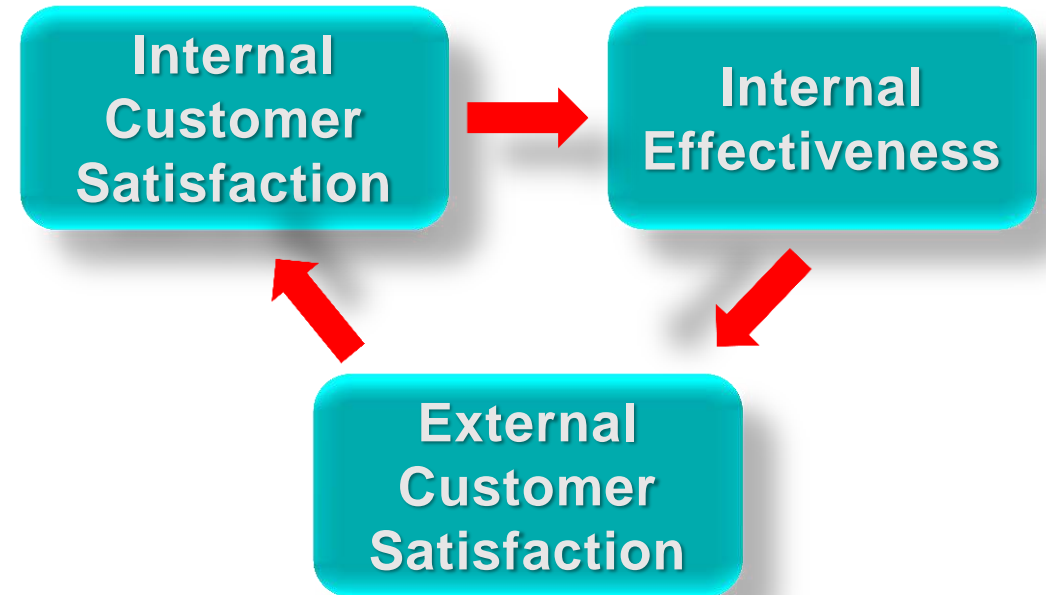 Internal
Customer
Satisfaction
Internal
Effectiveness
External
Customer
Satisfaction